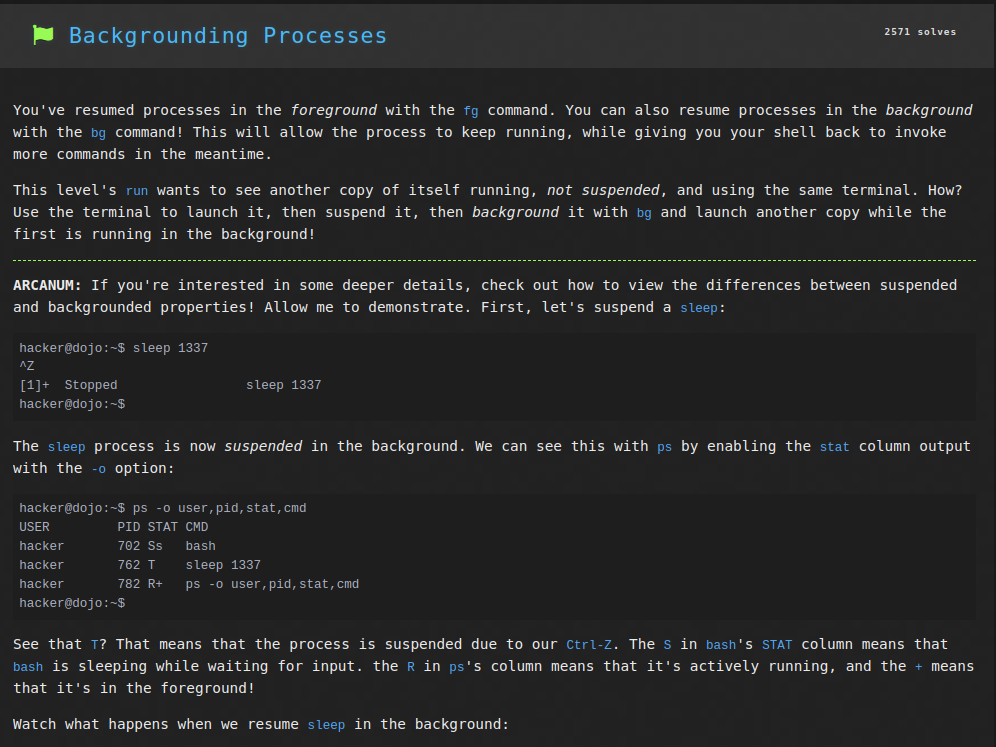 Backgrounding Processes
2571 solves
You've resumed processes in the foreground with the fg command. You can also resume processes in the background
with the bg command! This will allow the process to keep running, while giving you your shell back to invoke
more commands in the meantime.
This level's run wants to see another copy of itself running, not suspended, and using the same terminal. How?
Use the terminal to launch it, then suspend it, then background it with bg and launch another copy while the
first is running in the background!
ARCANUM: If you're interested in some deeper details, check out how to view the differences between suspended
and backgrounded properties! Allow me to demonstrate. First, let's suspend a sleep:
hacker@dojo:~$ sleep 1337
^Z
[1]+  Stopped                 sleep 1337
hacker@dojo:~$
The sleep process is now suspended in the background. We can see this with ps by enabling the stat column output
with the -o option:
hacker@dojo:~$ ps -o user,pid,stat,cmd
USER         PID STAT CMD
hacker       702 Ss   bash
hacker       762 T    sleep 1337
hacker       782 R+   ps -o user,pid,stat,cmd
hacker@dojo:~$
See that T? That means that the process is suspended due to our Ctrl-Z. The S in bash's STAT column means that
bash is sleeping while waiting for input. the R in ps's column means that it's actively running, and the + means
that it's in the foreground!
Watch what happens when we resume sleep in the background: